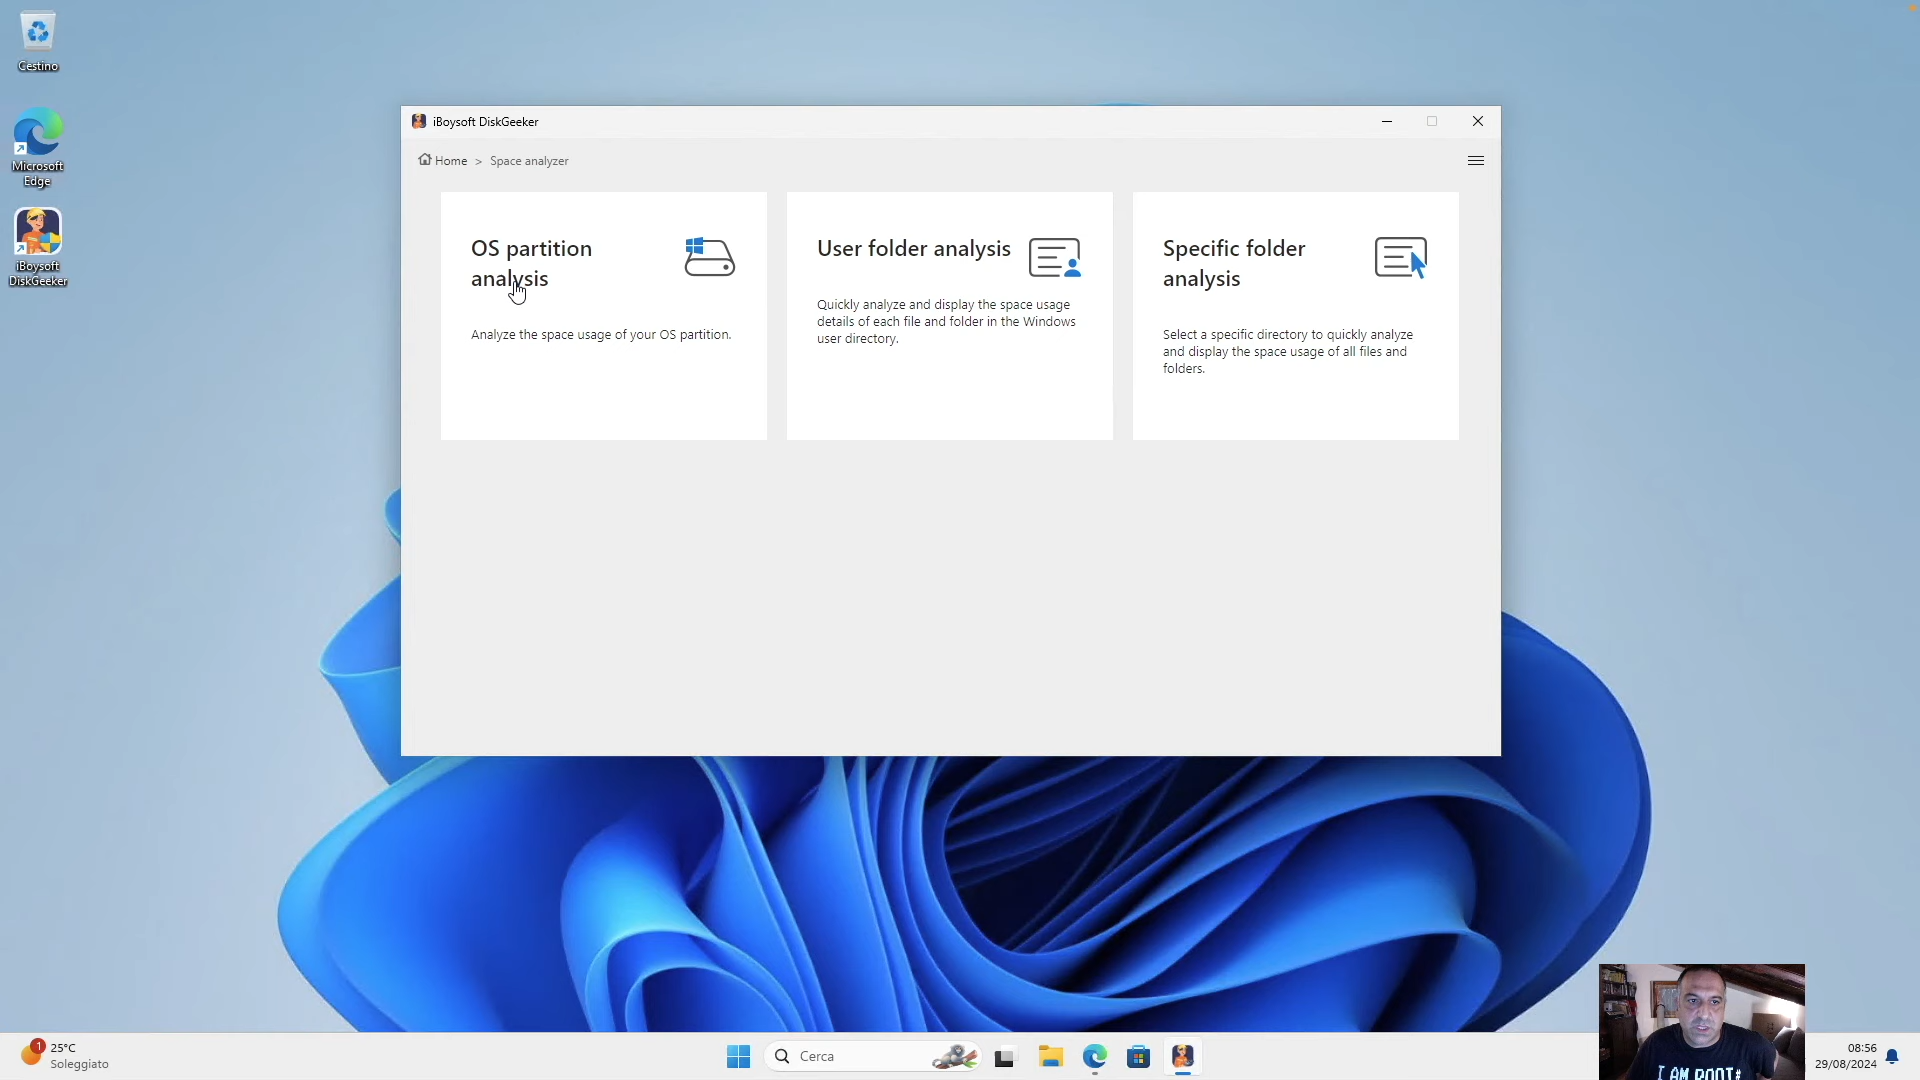 Cestino
Microsoft
Edge
iBoysoft
DiskGeeker
iBoysoft DiskGeeker
Home > Space analyzer
OS partition
analysis
Analyze the space usage of your OS partition.
User folder analysis
Quickly analyze and display the space usage
details of each file and folder in the Windows
user directory.
Specific folder
analysis
Select a specific directory to quickly analyze
and display the space usage of all files and
folders.
1
25°C
Soleggiato
Cerca
I AM ROOT#
08:56
29/08/2024